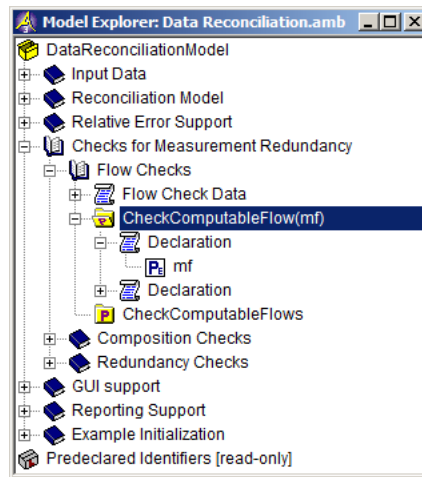 Model Explorer: Data Reconciliation.amb
DataReconciliationModel
Input Data
Reconciliation Model
Relative Error Support
Checks for Measurement Redundancy
Flow Checks
Flow Check Data
P CheckComputableFlow(mf)
Declaration
PE mf
Declaration
P CheckComputableFlows
Composition Checks
Redundancy Checks
GUI support
Reporting Support
Example Initialization
Predeclared Identifiers [read-only]